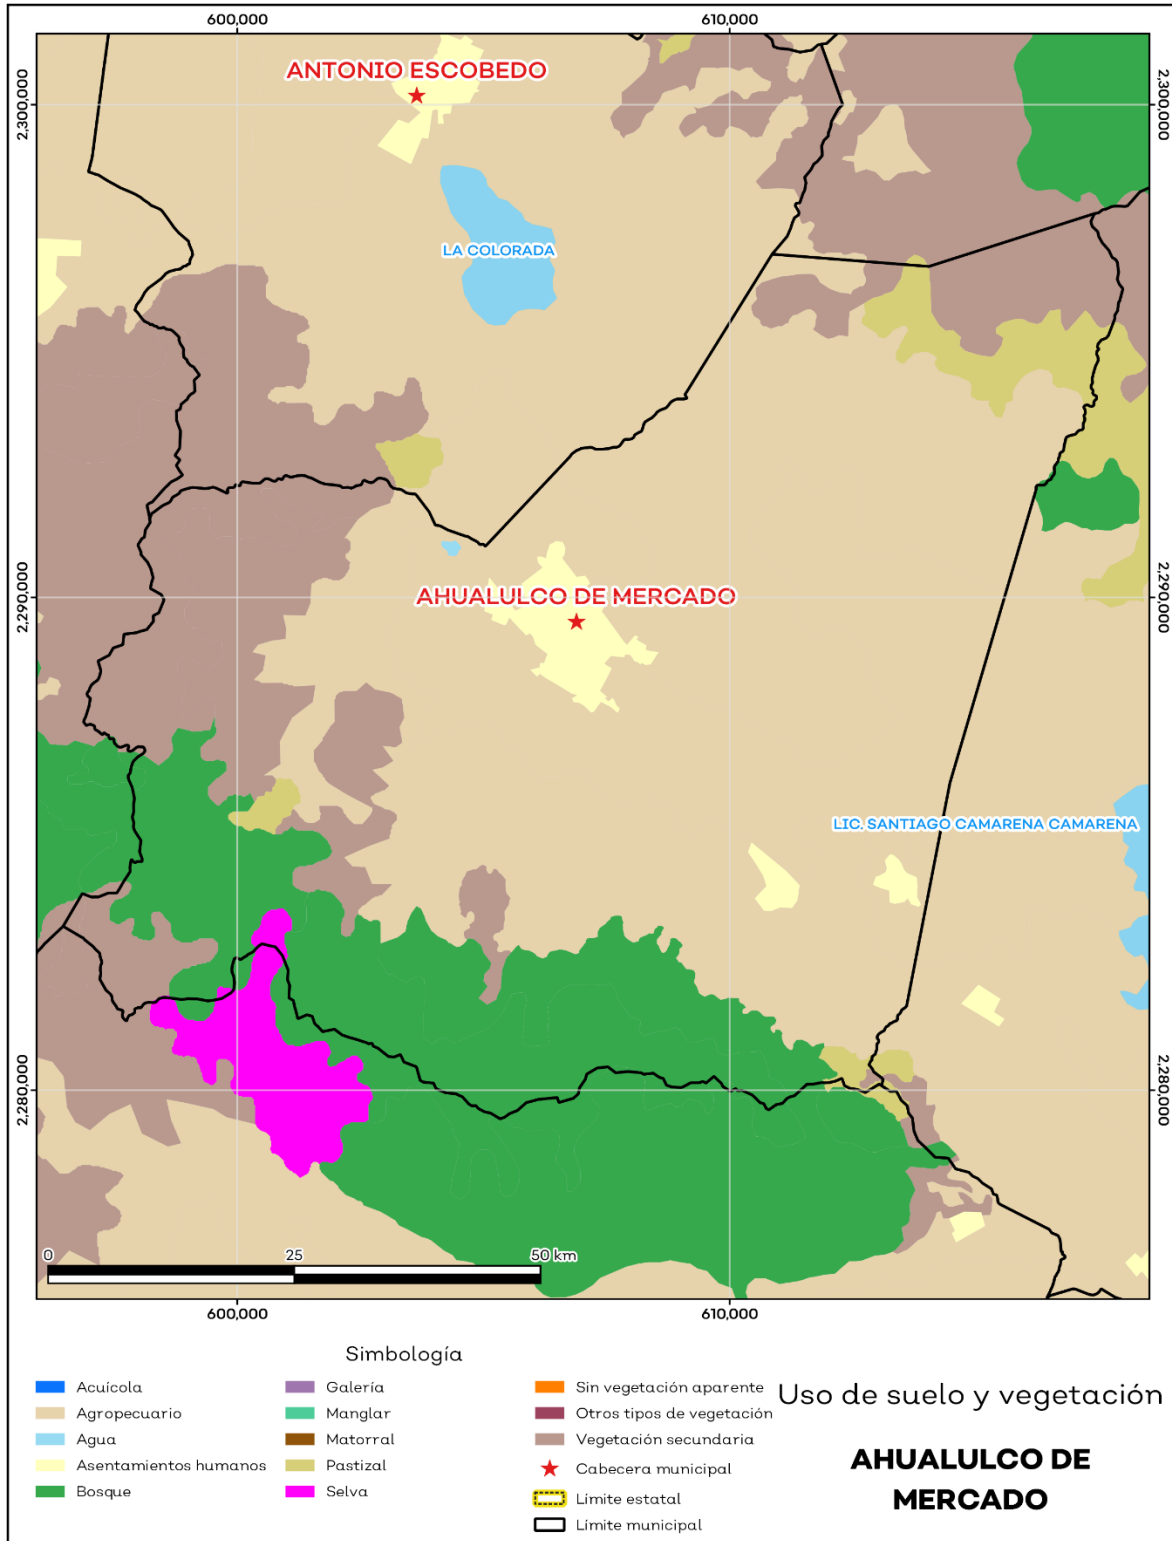 600,000 610,000
ANTONIO ESCOBEDO
2,300,000 2,300,000
LA COLORADA
AHUALULCO DE MERCADO
2,290,000 2,290,000
LIC. SANTIAGO CAMARENA CAMARENA
2,280,000 2,280,000
0 25 50 km
600,000 610,000
Simbología
Acuícola
Agropecuario
Agua
Asentamientos humanos
Bosque
Galería
Manglar
Matorral
Pastizal
Selva
Sin vegetación aparente
Otros tipos de vegetación
Vegetación secundaria
Cabecera municipal
Límite estatal
Límite municipal
Uso de suelo y vegetación
AHUALULCO DE
MERCADO